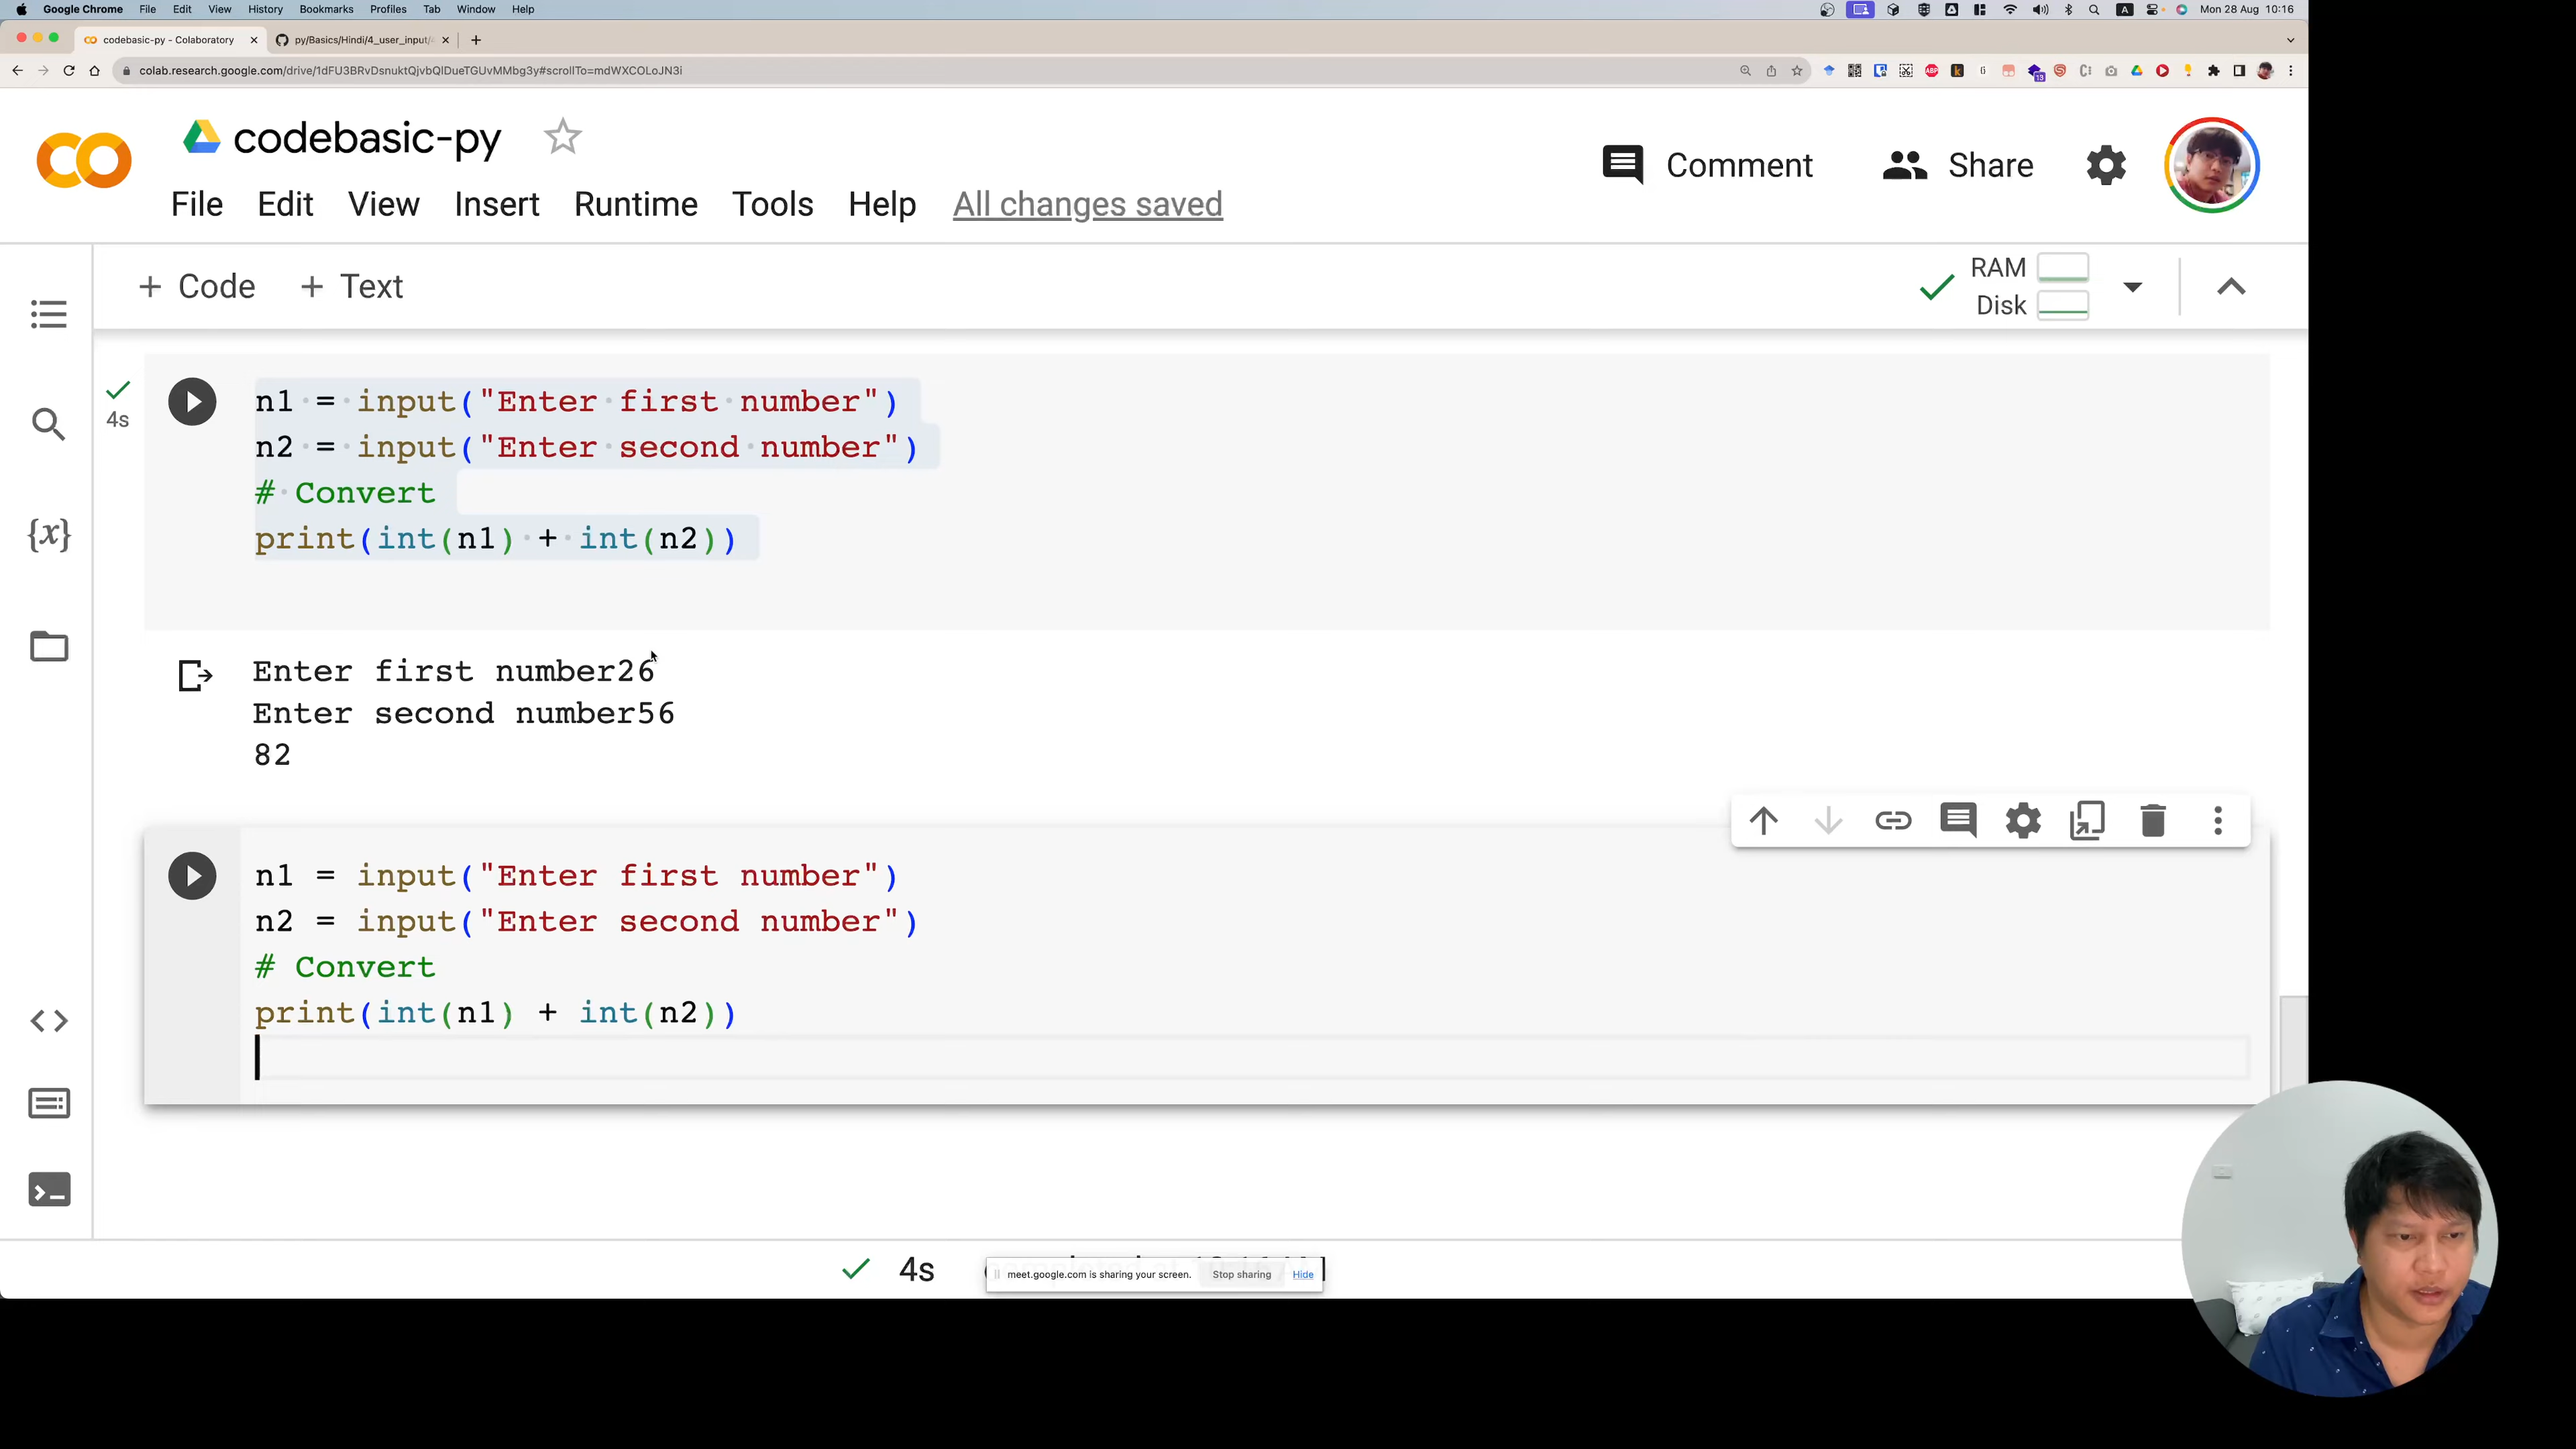 Google Chrome File Edit View History Bookmarks Profiles Tab Window Help
Mon 28 Aug 10:16
codebasic-py - Colaboratory
py/Basics/Hindi/4_user_input/
colab.research.google.com/drive/1dFU3BRvDsnuktQjvbQlDueTGUvMMbg3y#scrollTo=mdWXCOLoJN3i
codebasic-py
Comment
Share
File Edit View Insert Runtime Tools Help All changes saved
+ Code + Text
RAM
Disk
4s
n1 = input("Enter first number")
n2 = input("Enter second number")
# Convert
print(int(n1) + int(n2))
Enter first number26
Enter second number56
82
{x}
n1 = input("Enter first number")
n2 = input("Enter second number")
# Convert
print(int(n1) + int(n2))
4s
meet.google.com is sharing your screen. Stop sharing Hide